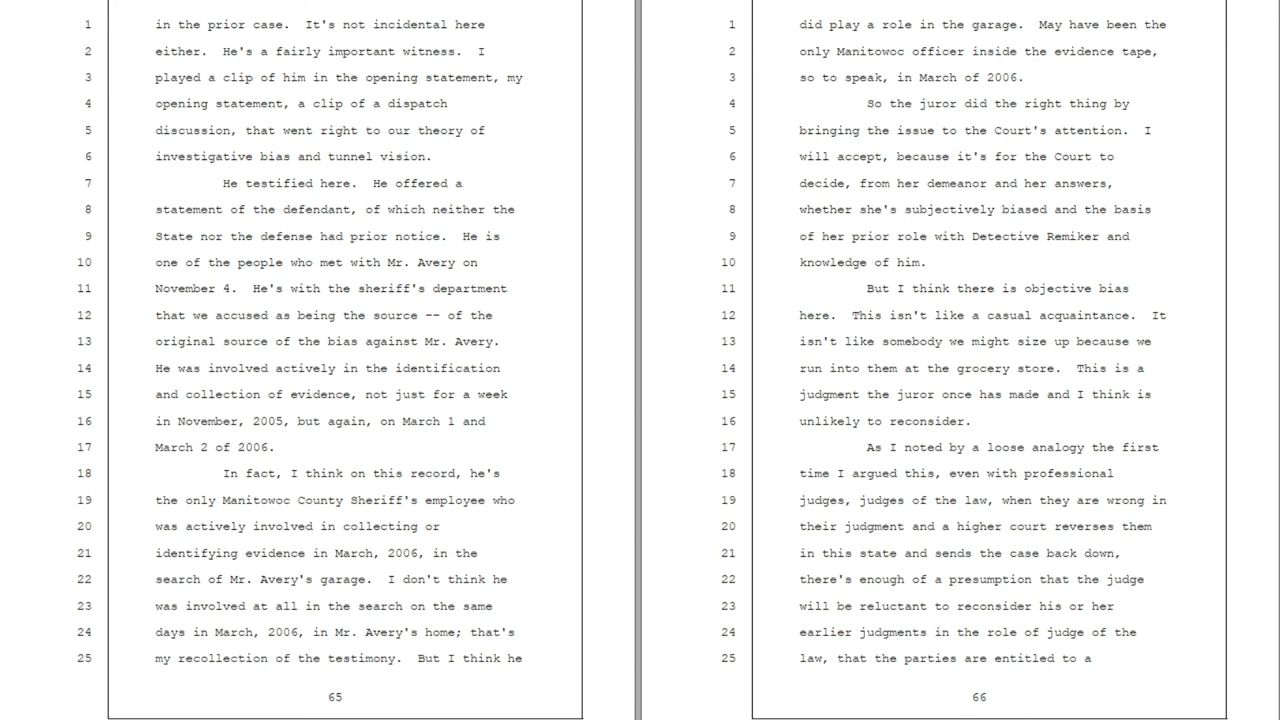 1 in the prior case. It's not incidental here
2 either. He's a fairly important witness. I
3 played a clip of him in the opening statement, my
4 opening statement, a clip of a dispatch
5 discussion, that went right to our theory of
6 investigative bias and tunnel vision.
7 He testified here. He offered a
8 statement of the defendant, of which neither the
9 State nor the defense had prior notice. He is
10 one of the people who met with Mr. Avery on
11 November 4. He's with the sheriff's department
12 that we accused as being the source -- of the
13 original source of the bias against Mr. Avery.
14 He was involved actively in the identification
15 and collection of evidence, not just for a week
16 in November, 2005, but again, on March 1 and
17 March 2 of 2006.
18 In fact, I think on this record, he's
19 the only Manitowoc County Sheriff's employee who
20 was actively involved in collecting or
21 identifying evidence in March, 2006, in the
22 search of Mr. Avery's garage. I don't think he
23 was involved at all in the search on the same
24 days in March, 2006, in Mr. Avery's home; that's
25 my recollection of the testimony. But I think he
65
1 did play a role in the garage. May have been the
2 only Manitowoc officer inside the evidence tape,
3 so to speak, in March of 2006.
4 So the juror did the right thing by
5 bringing the issue to the Court's attention. I
6 will accept, because it's for the Court to
7 decide, from her demeanor and her answers,
8 whether she's subjectively biased and the basis
9 of her prior role with Detective Remiker and
10 knowledge of him.
11 But I think there is objective bias
12 here. This isn't like a casual acquaintance. It
13 isn't like somebody we might size up because we
14 run into them at the grocery store. This is a
15 judgment the juror once has made and I think is
16 unlikely to reconsider.
17 As I noted by a loose analogy the first
18 time I argued this, even with professional
19 judges, judges of the law, when they are wrong in
20 their judgment and a higher court reverses them
21 in this state and sends the case back down,
22 there's enough of a presumption that the judge
23 will be reluctant to reconsider his or her
24 earlier judgments in the role of judge of the
25 law, that the parties are entitled to a
66